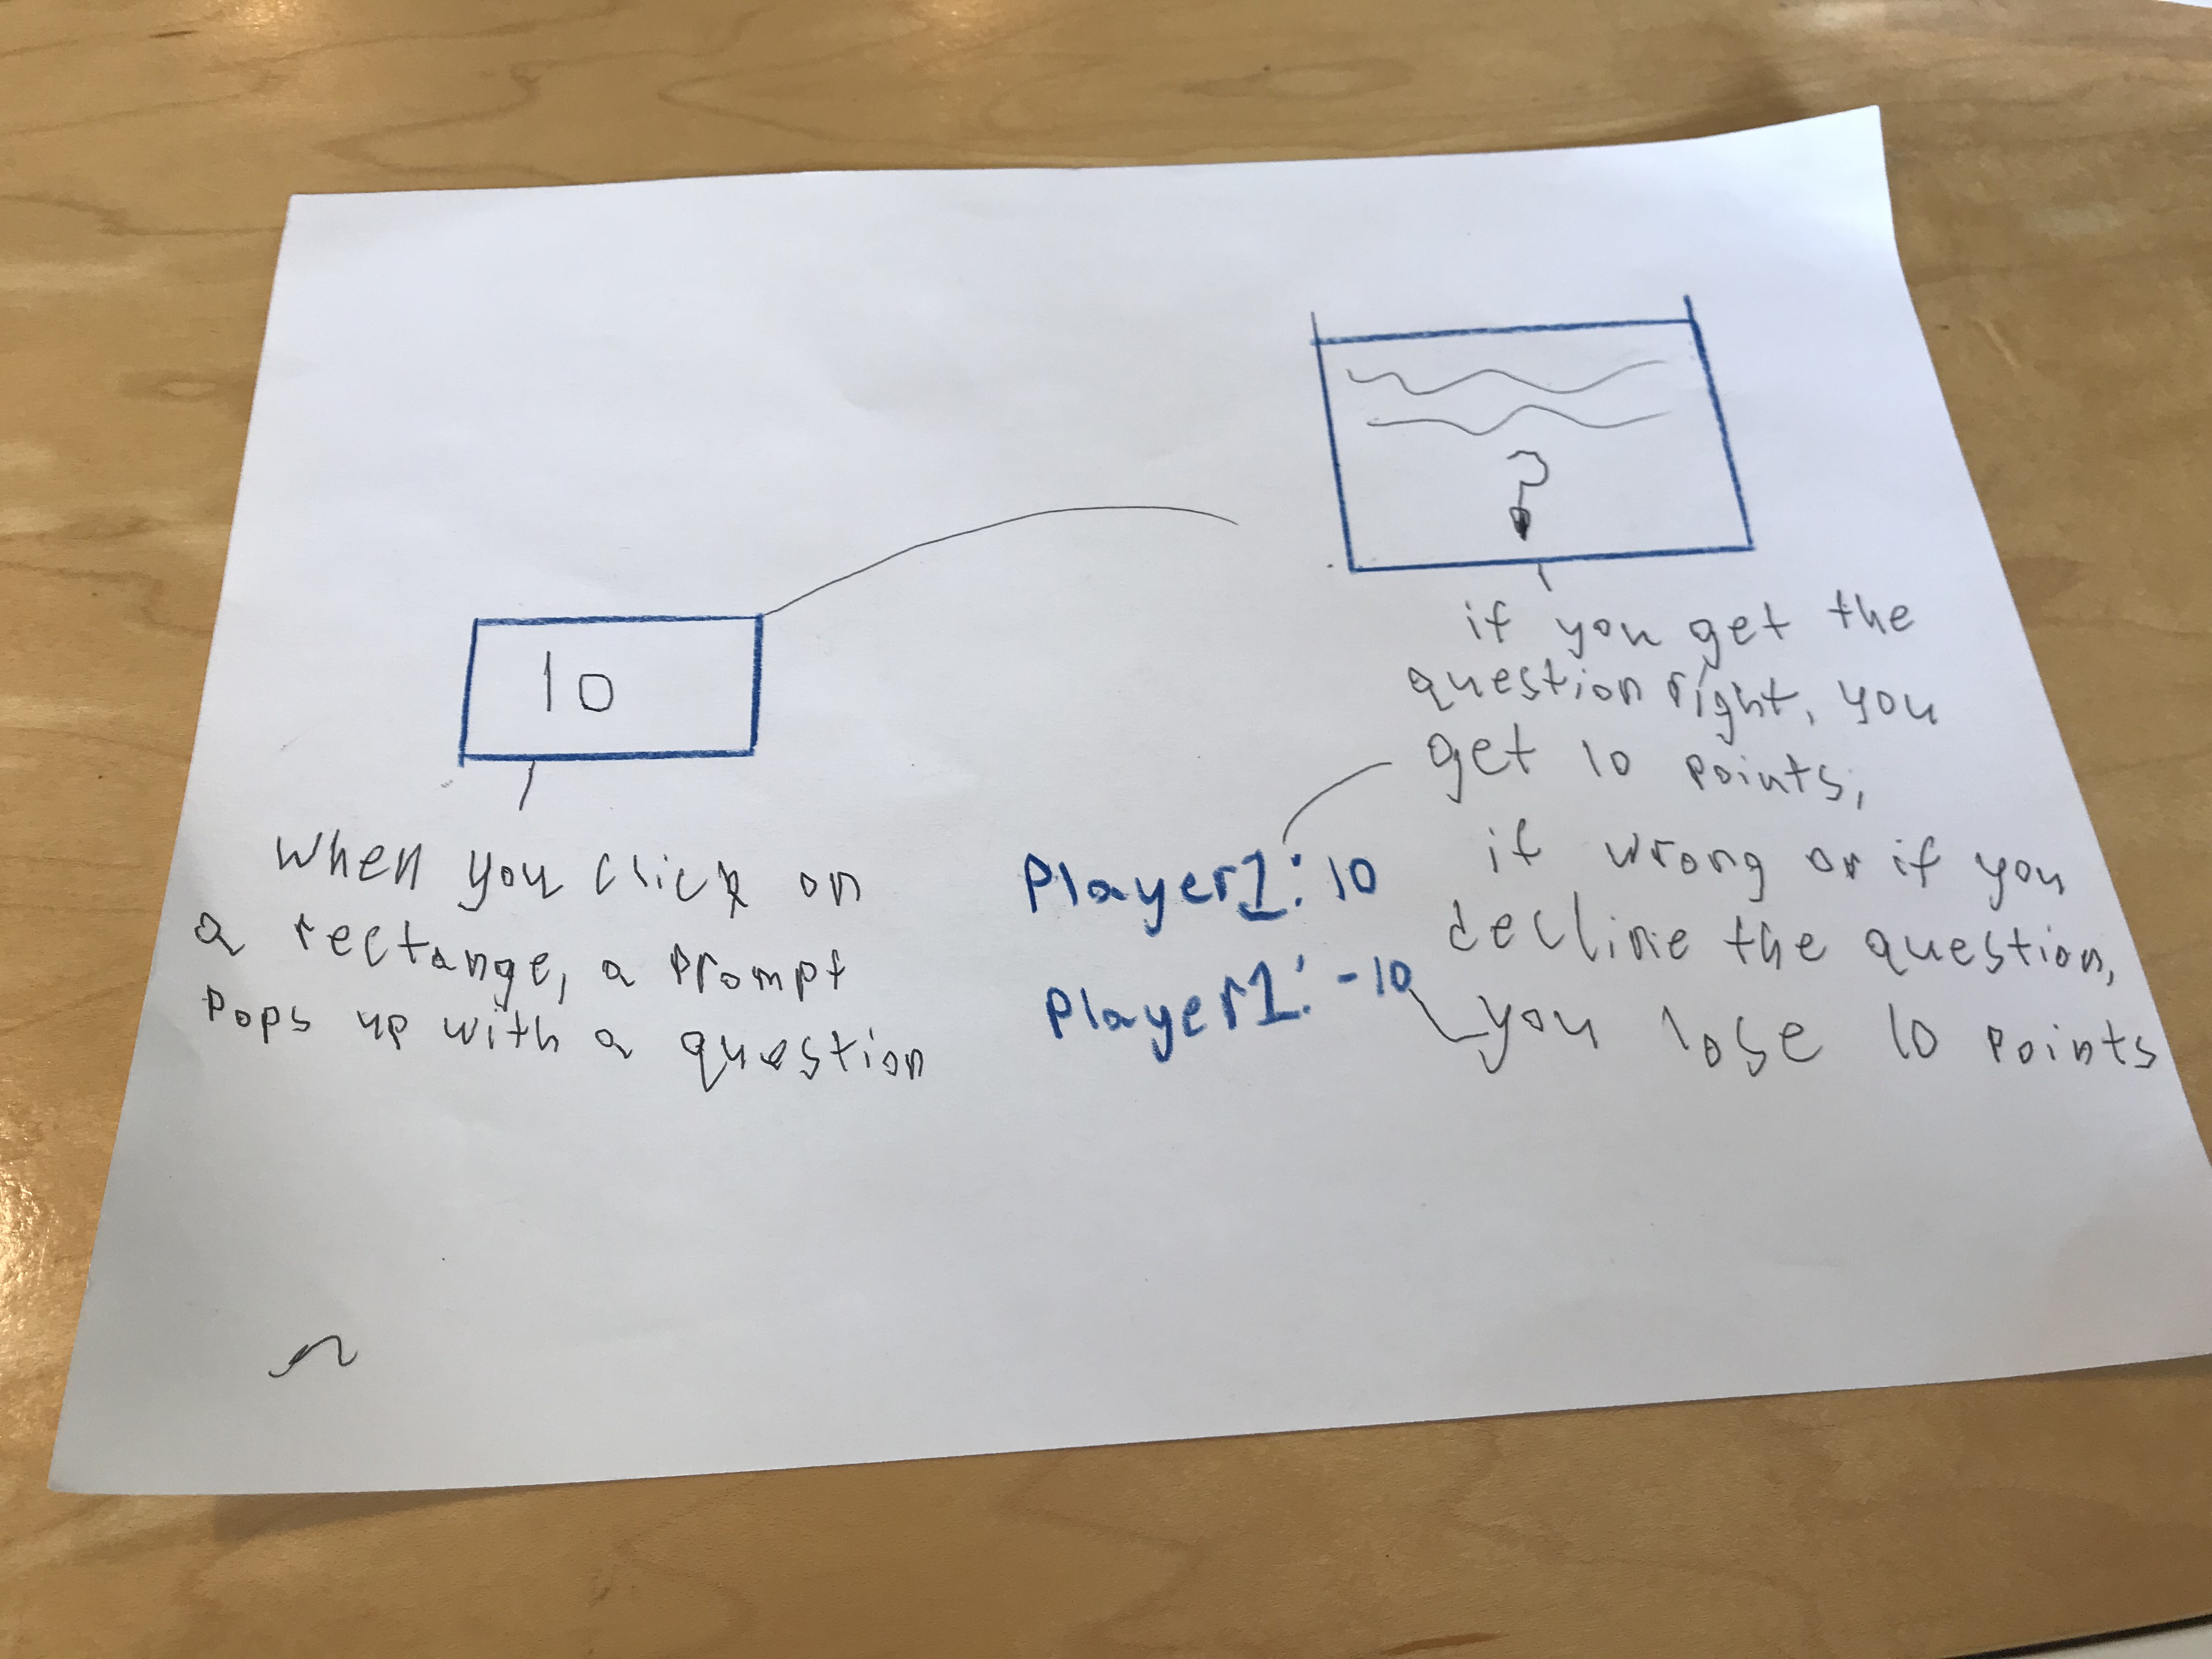 10
when you click on
a rectange, a prompt
pops up with a question
?
if you get the
question right, you
get 10 points,
if wrong or if you
decline the question,
you lose 10 points
Player1: 10
Player1: -10